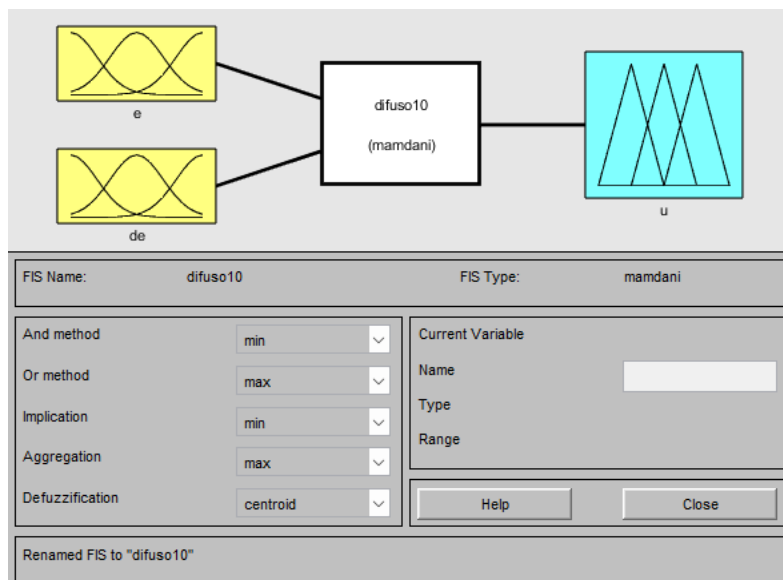 e
difuso10
(mamdani)
de
u
FIS Name: difuso10 FIS Type: mamdani
And method min
Or method max
Implication min
Aggregation max
Defuzzification centroid
Current Variable
Name
Type
Range
Help Close
Renamed FIS to "difuso10"